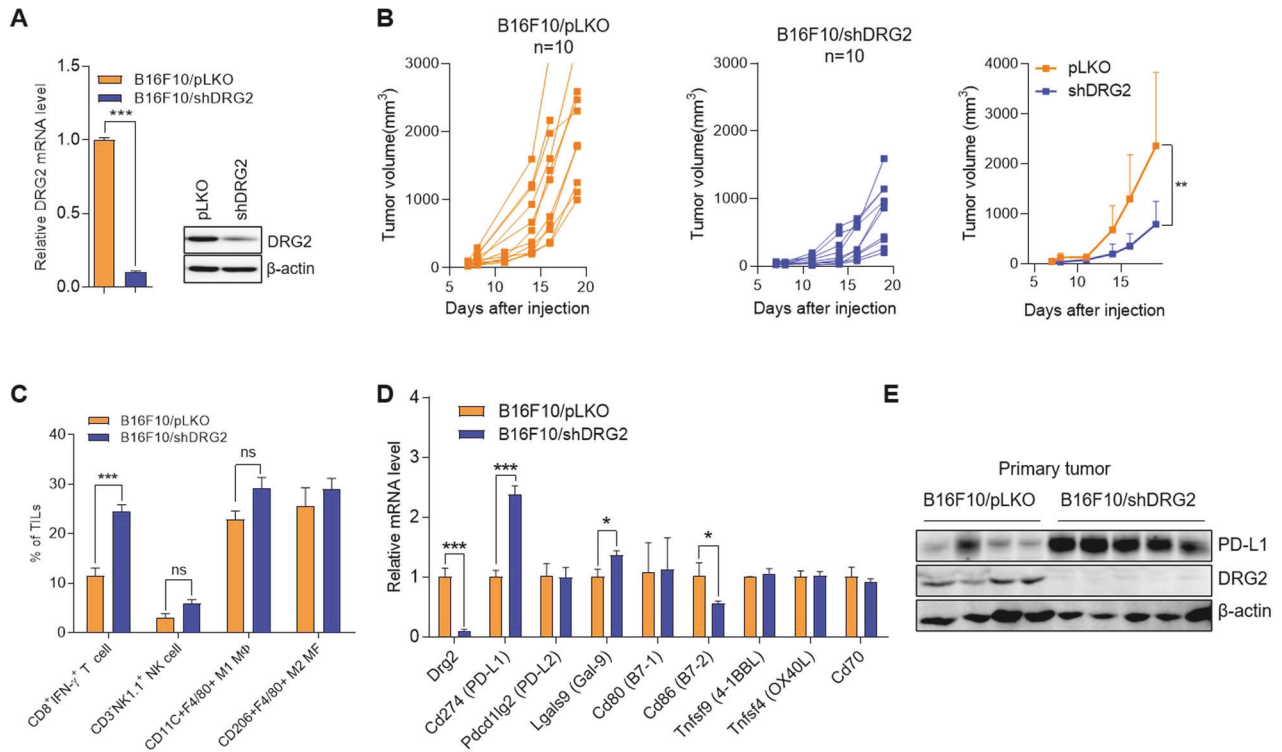 A
Relative DRG2 mRNA level
1.5
1.0
0.5
0.0
B16F10/pLKO
B16F10/shDRG2
***
pLKO
shDRG2
DRG2
β-actin
B
B16F10/pLKO
n=10
Tumor volume(mm³)
3000
2000
1000
0
5
10
15
20
Days after injection
B16F10/shDRG2
n=10
Tumor volume(mm³)
3000
2000
1000
0
5
10
15
20
Days after injection
pLKO
shDRG2
Tumor volume (mm³)
4000
3000
2000
1000
0
5
10
15
**
Days after injection
C
B16F10/pLKO
B16F10/shDRG2
% of TILs
40
30
20
10
0
***
ns
ns
CD8⁺IFN-γ⁺ T cell
CD3⁻NK1.1⁺ NK cell
CD11C+F4/80+ M1 MΦ
CD206+F4/80+ M2 MF
D
B16F10/pLKO
B16F10/shDRG2
Relative mRNA level
4
3
2
1
0
***
***
*
*
Drg2
Cd274 (PD-L1)
Pdcd1lg2 (PD-L2)
Lgals9 (Gal-9)
Cd80 (B7-1)
Cd86 (B7-2)
Tnfsf9 (4-1BBL)
Tnfsf4 (OX40L)
Cd70
E
Primary tumor
B16F10/pLKO
B16F10/shDRG2
PD-L1
DRG2
β-actin